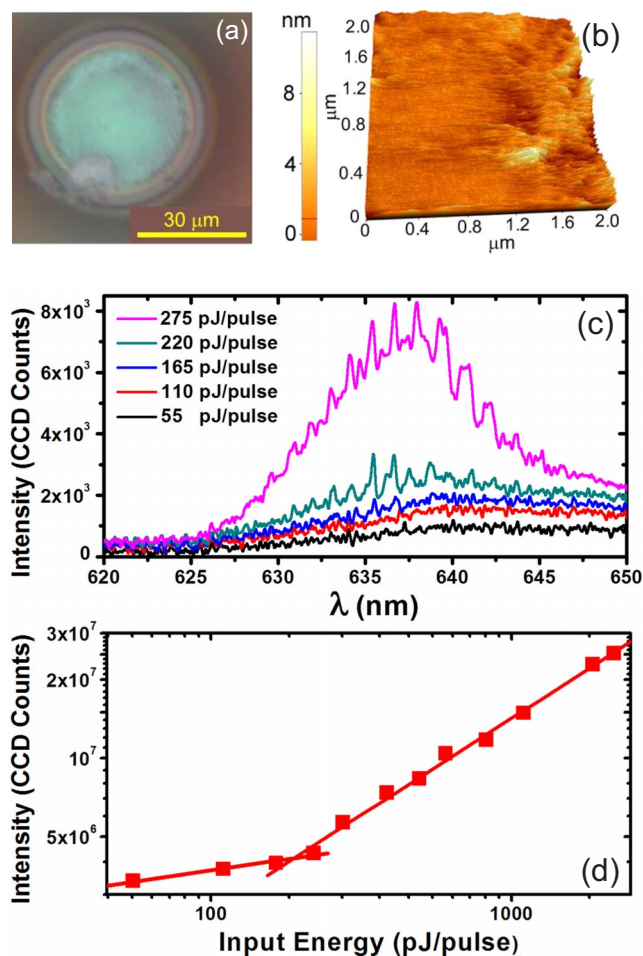 (a)
30 µm
nm
8
4
0
(b)
2.0
1.6
1.2
0.8
0.4
0
µm
0 0.4 0.8 1.2 1.6 2.0
µm
(c)
275 pJ/pulse
220 pJ/pulse
165 pJ/pulse
110 pJ/pulse
55 pJ/pulse
8x10³
6x10³
4x10³
2x10³
0
Intensity (CCD Counts)
620 625 630 635 640 645 650
λ (nm)
3x10⁷
2x10⁷
10⁷
5x10⁶
Intensity (CCD Counts)
(d)
100 1000
Input Energy (pJ/pulse)